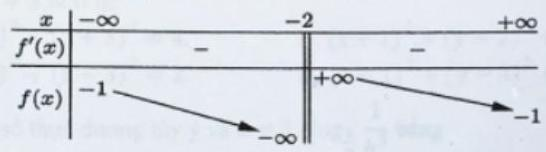 x −∞ −2 +∞
f'(x) − −
f(x) −1 −∞ +∞ −1